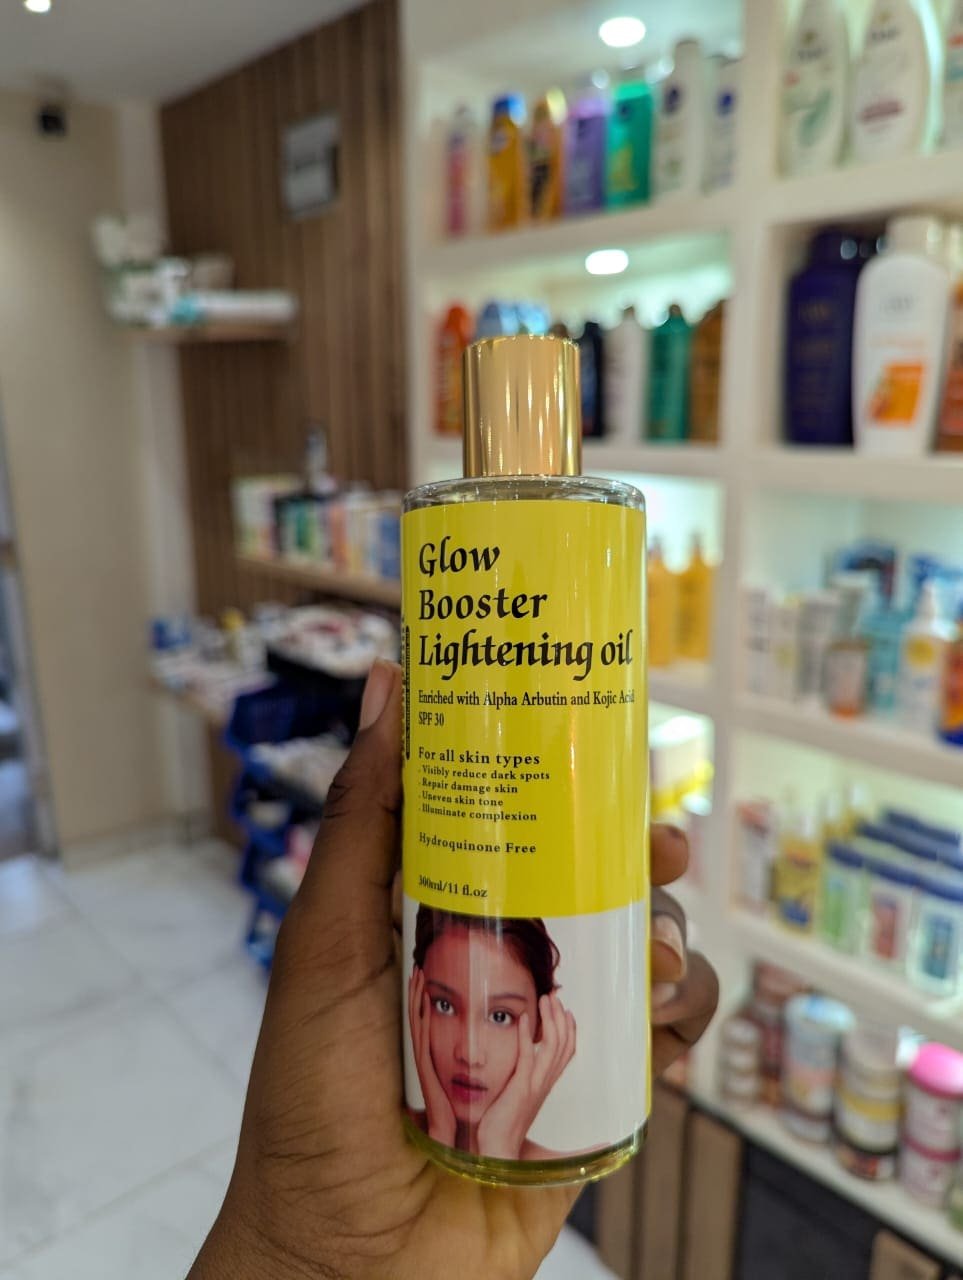 Glow
Booster
Lightening oil
Enriched with Alpha Arbutin and Kojic Acid
SPF 30
For all skin types
. Visibly reduce dark spots
. Repair damage skin
. Uneven skin tone
. Illuminate complexion
Hydroquinone Free
300ml/11 fl.oz